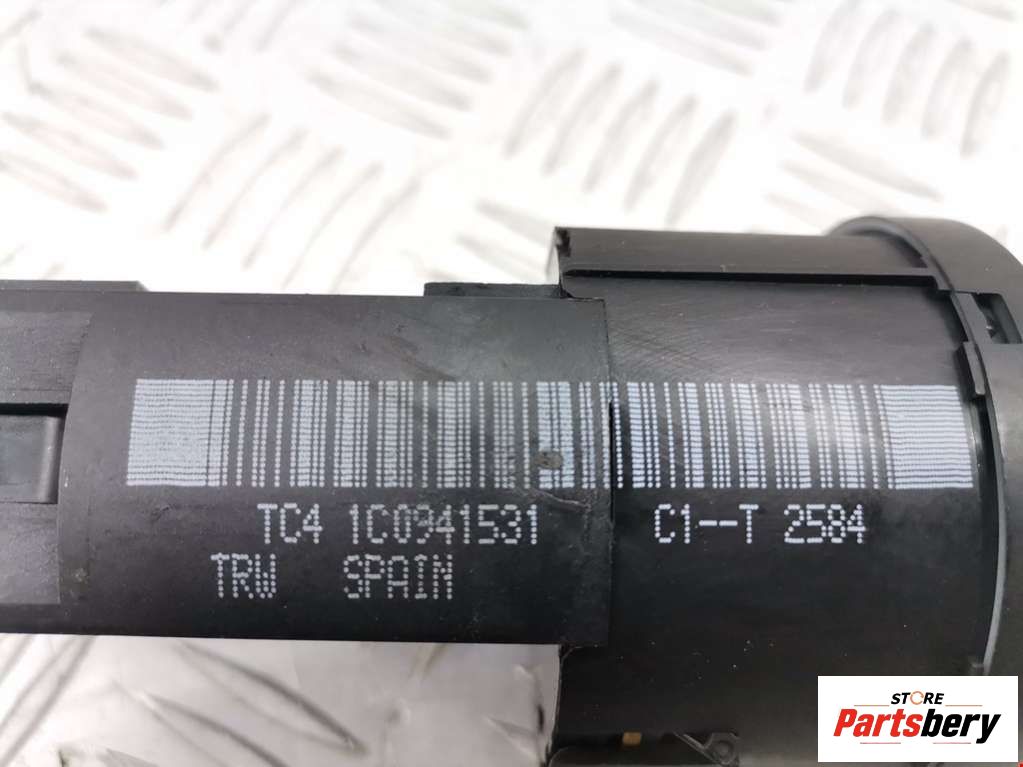 TC4 1C0941531 C1--T 2584
TRW SPAIN
STORE
Partsbery